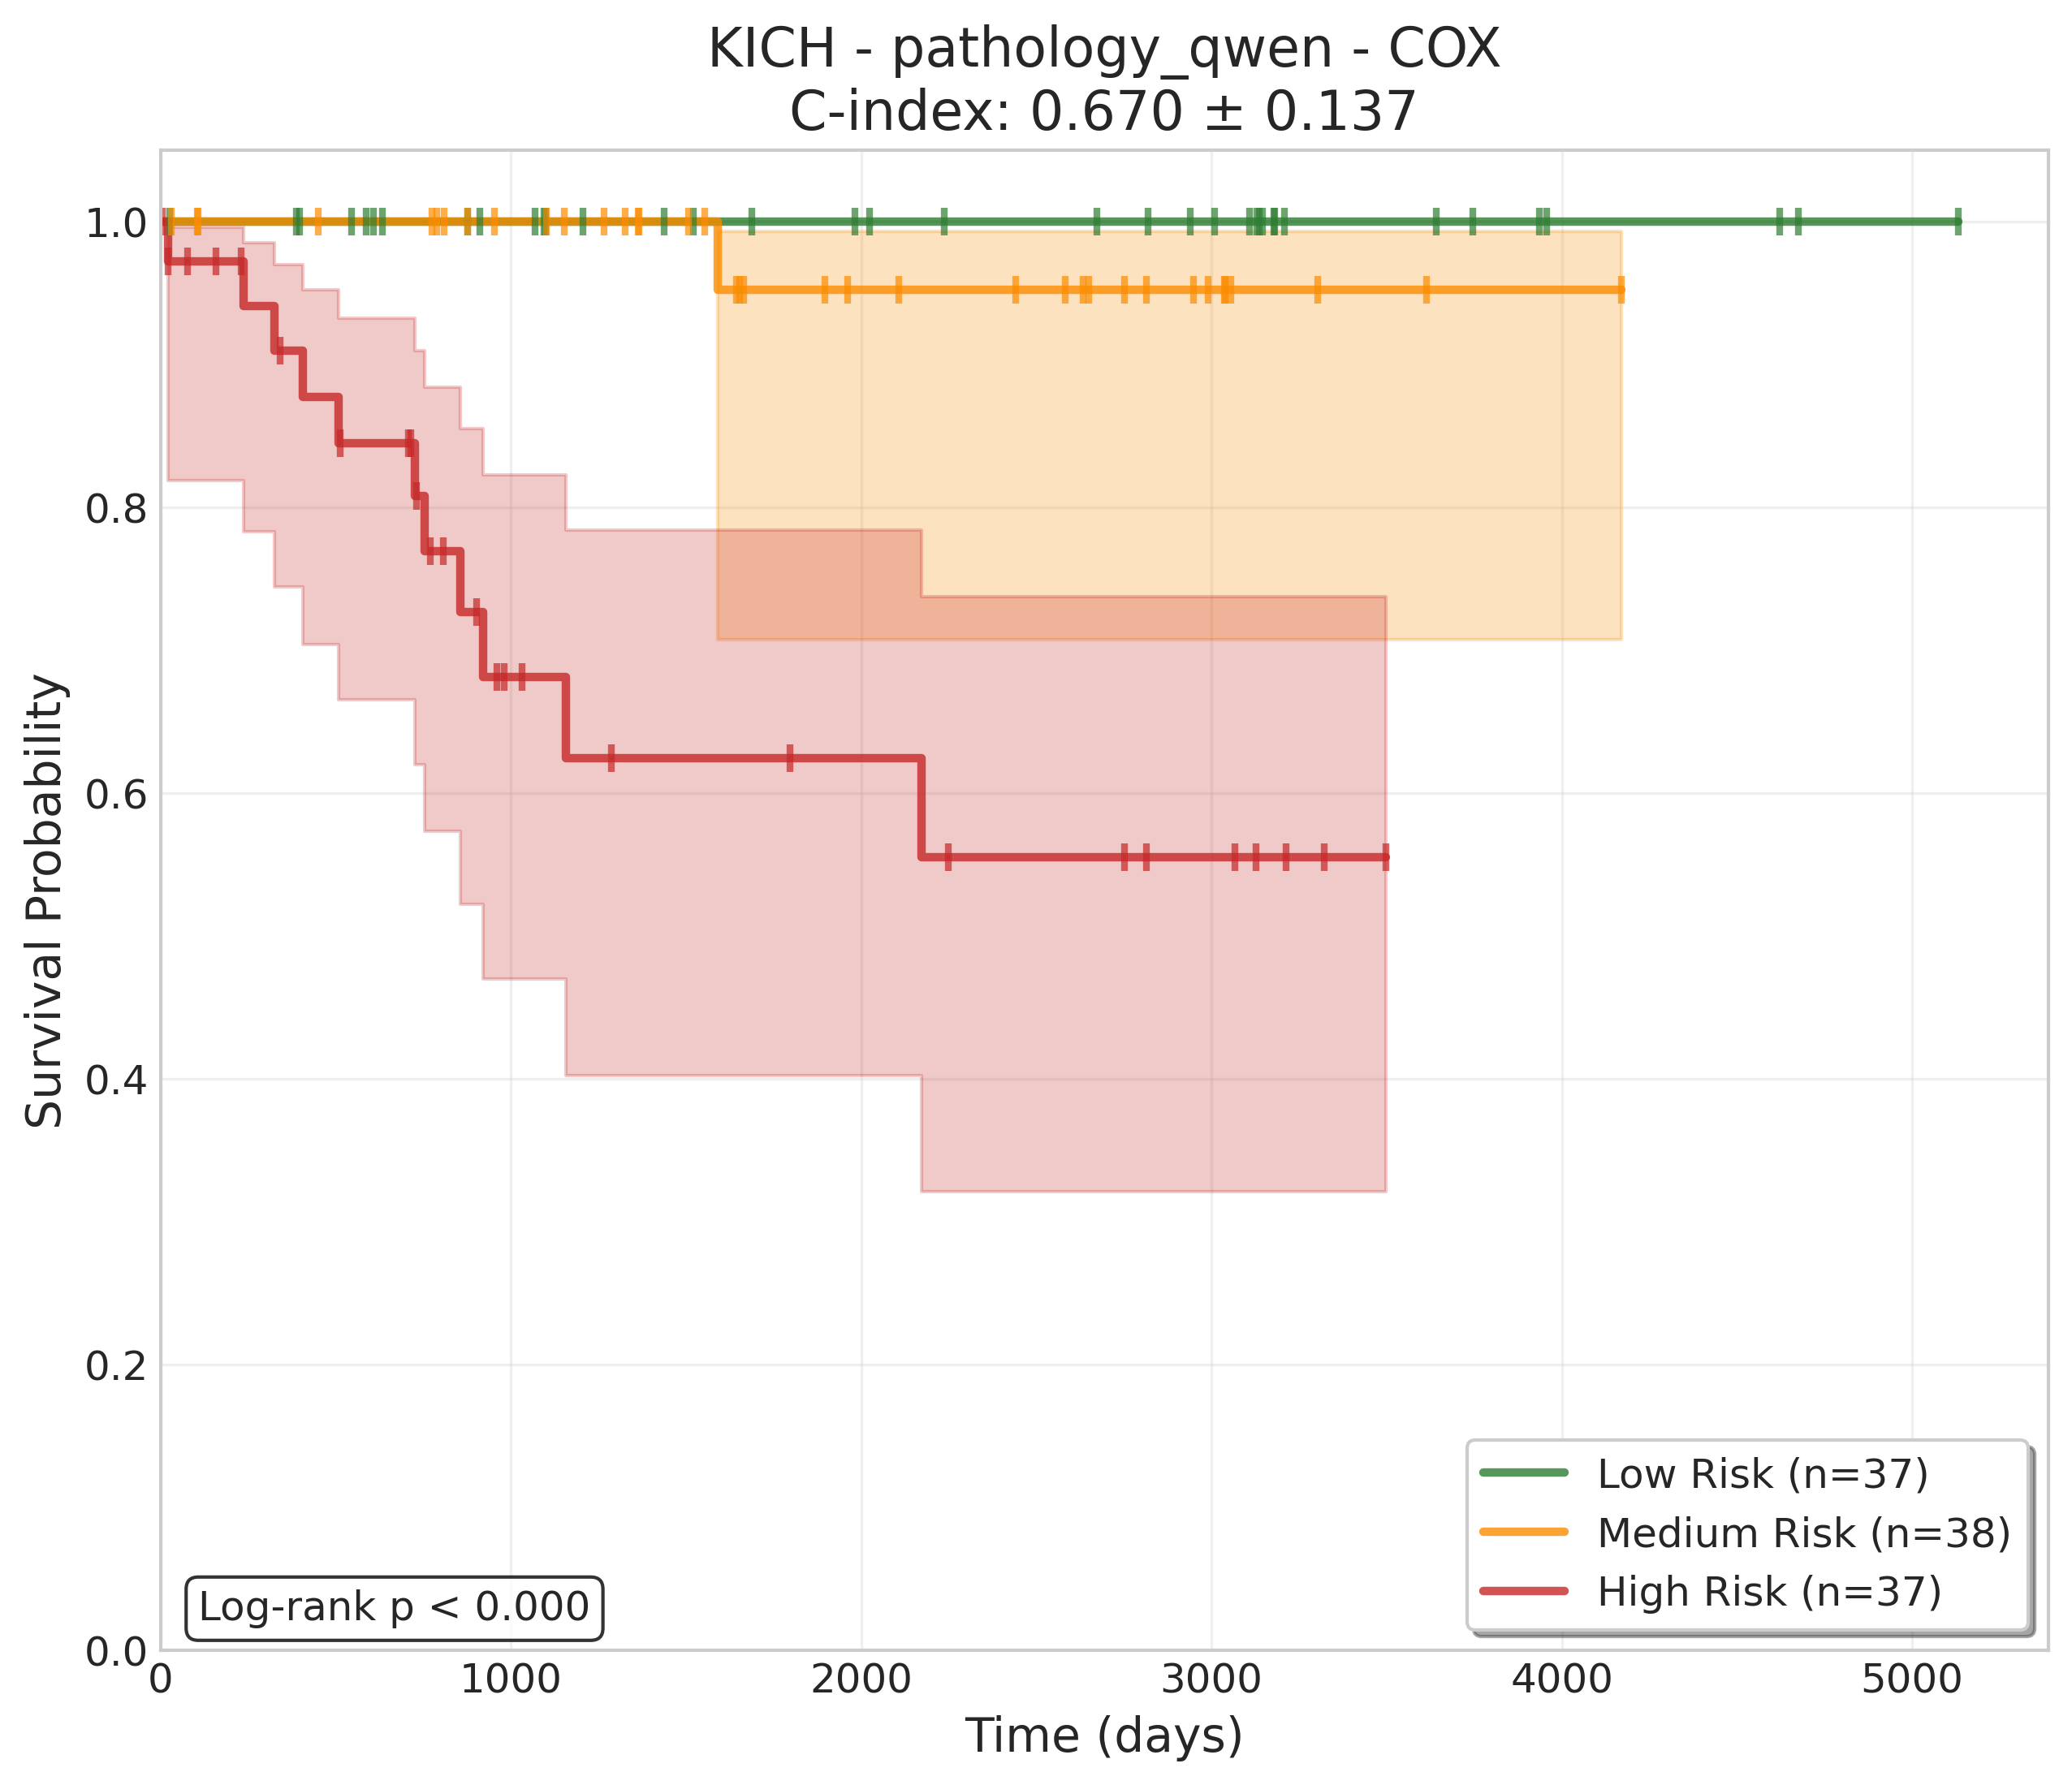 KICH - pathology_qwen - COX
C-index: 0.670 ± 0.137
Survival Probability
1.0
0.8
0.6
0.4
0.2
0.0
0
1000
2000
3000
4000
5000
Time (days)
Log-rank p < 0.000
Low Risk (n=37)
Medium Risk (n=38)
High Risk (n=37)